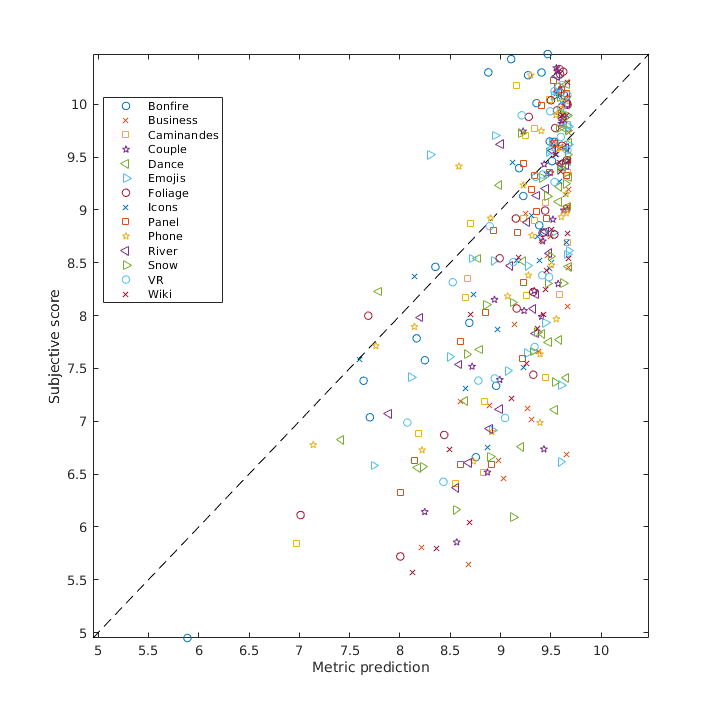 10
9.5
9
8.5
8
7.5
7
6.5
6
5.5
5
Subjective score
Bonfire
Business
Caminandes
Couple
Dance
Emojis
Foliage
Icons
Panel
Phone
River
Snow
VR
Wiki
5 5.5 6 6.5 7 7.5 8 8.5 9 9.5 10
Metric prediction